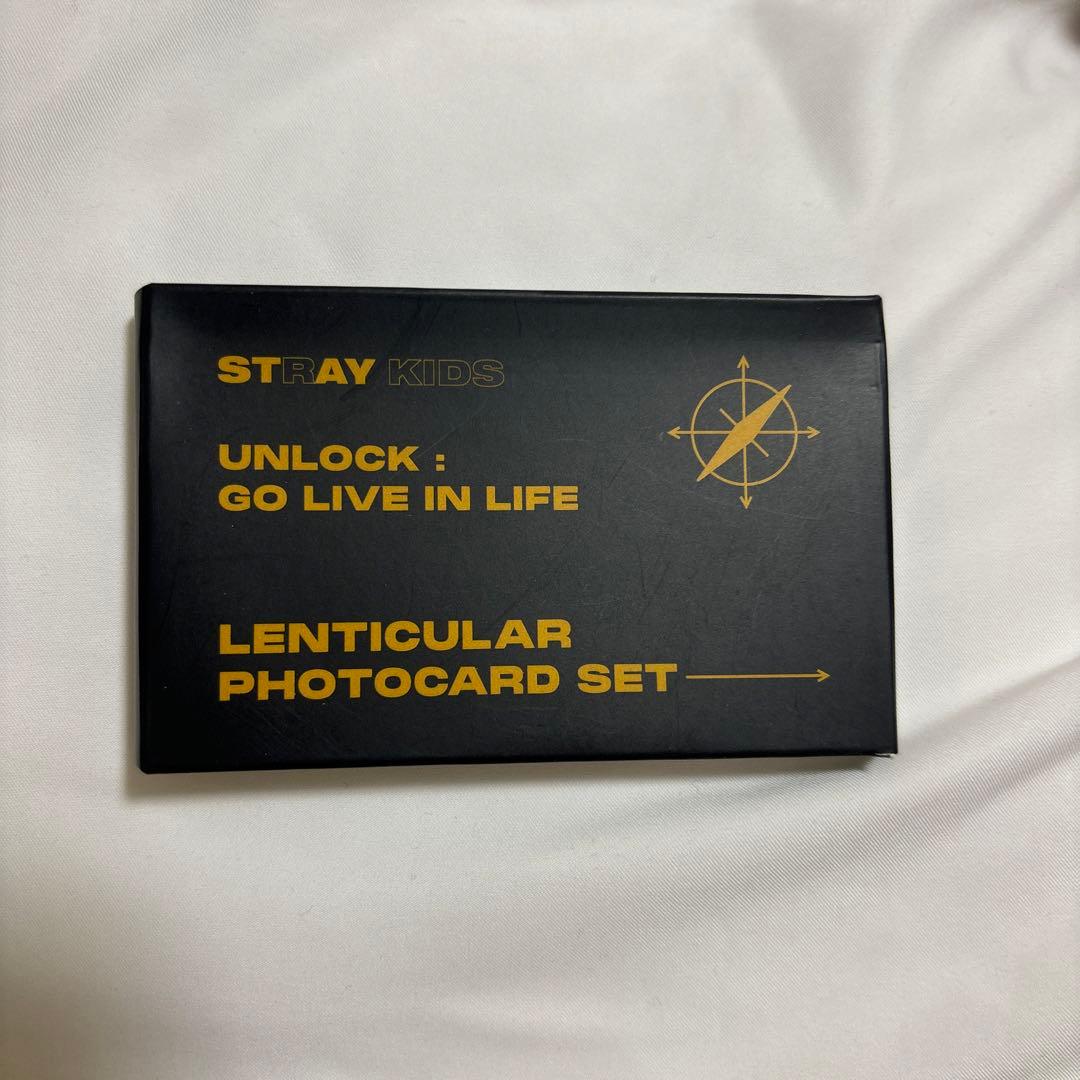 STRAY KIDS
UNLOCK :
GO LIVE IN LIFE
LENTICULAR
PHOTOCARD SET